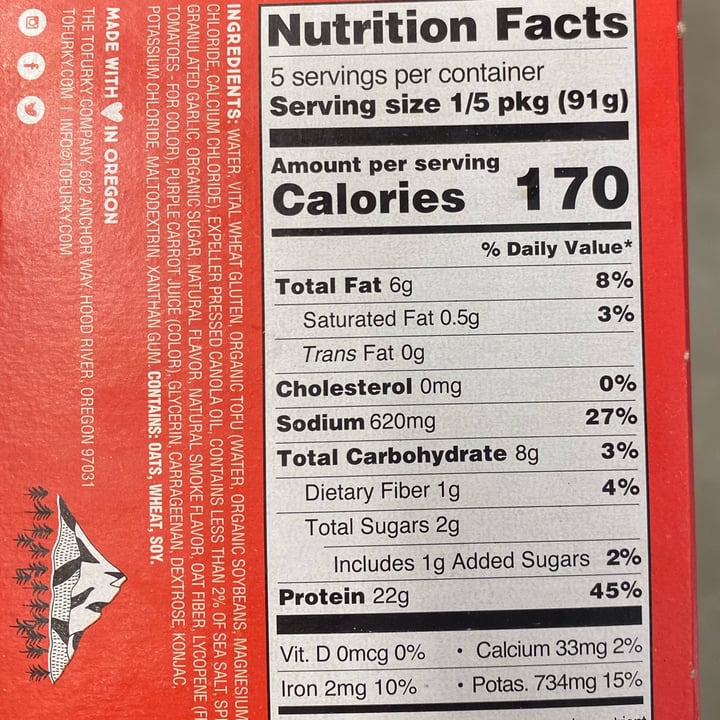 Nutrition Facts
5 servings per container
Serving size 1/5 pkg (91g)
Amount per serving
Calories 170
% Daily Value*
Total Fat 6g 8%
Saturated Fat 0.5g 3%
Trans Fat 0g
Cholesterol 0mg 0%
Sodium 620mg 27%
Total Carbohydrate 8g 3%
Dietary Fiber 1g 4%
Total Sugars 2g
Includes 1g Added Sugars 2%
Protein 22g 45%
Vit. D 0mcg 0% • Calcium 33mg 2%
Iron 2mg 10% • Potas. 734mg 15%
INGREDIENTS: WATER, VITAL WHEAT GLUTEN, ORGANIC TOFU (WATER, ORGANIC SOYBEANS, MAGNESIUM
CHLORIDE, CALCIUM CHLORIDE), EXPELLER PRESSED CANOLA OIL, CONTAINS LESS THAN 2% OF SEA SALT,
GRANULATED GARLIC, ORGANIC SUGAR, NATURAL FLAVOR, NATURAL SMOKE FLAVOR, OAT FIBER, LYCOPENE
TOMATOES - FOR COLOR), PURPLE CARROT JUICE (COLOR), GLYCERIN, CARRAGEENAN, DEXTROSE, KONJAC,
POTASSIUM CHLORIDE, MALTODEXTRIN, XANTHAN GUM. CONTAINS: OATS, WHEAT, SOY.
MADE WITH IN OREGON
THE TOFURKY COMPANY, 602 ANCHOR WAY, HOOD RIVER, OREGON 97031
TOFURKY.COM | INFO@TOFURKY.COM